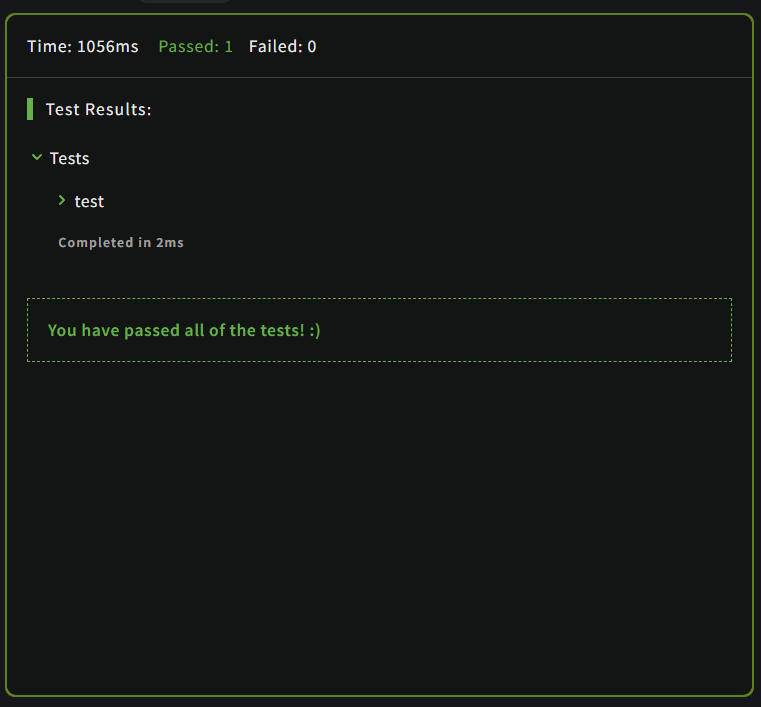 Time: 1056ms Passed: 1 Failed: 0
Test Results:
Tests
test
Completed in 2ms
You have passed all of the tests! :)